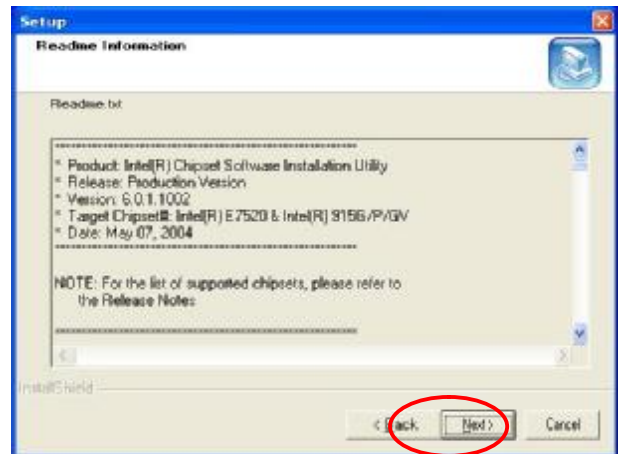 Setup
Readme Information
Readme.txt
* Product: Intel(R) Chipset Software Installation Utility
* Release: Production Version
* Version: 6.0.1.1002
* Target Chipset#: Intel(R) E7520 & Intel(R) 915G/P/GV
* Date: May 07, 2004
NOTE: For the list of supported chipsets, please refer to
the Release Notes
InstallShield
< Back
Next >
Cancel